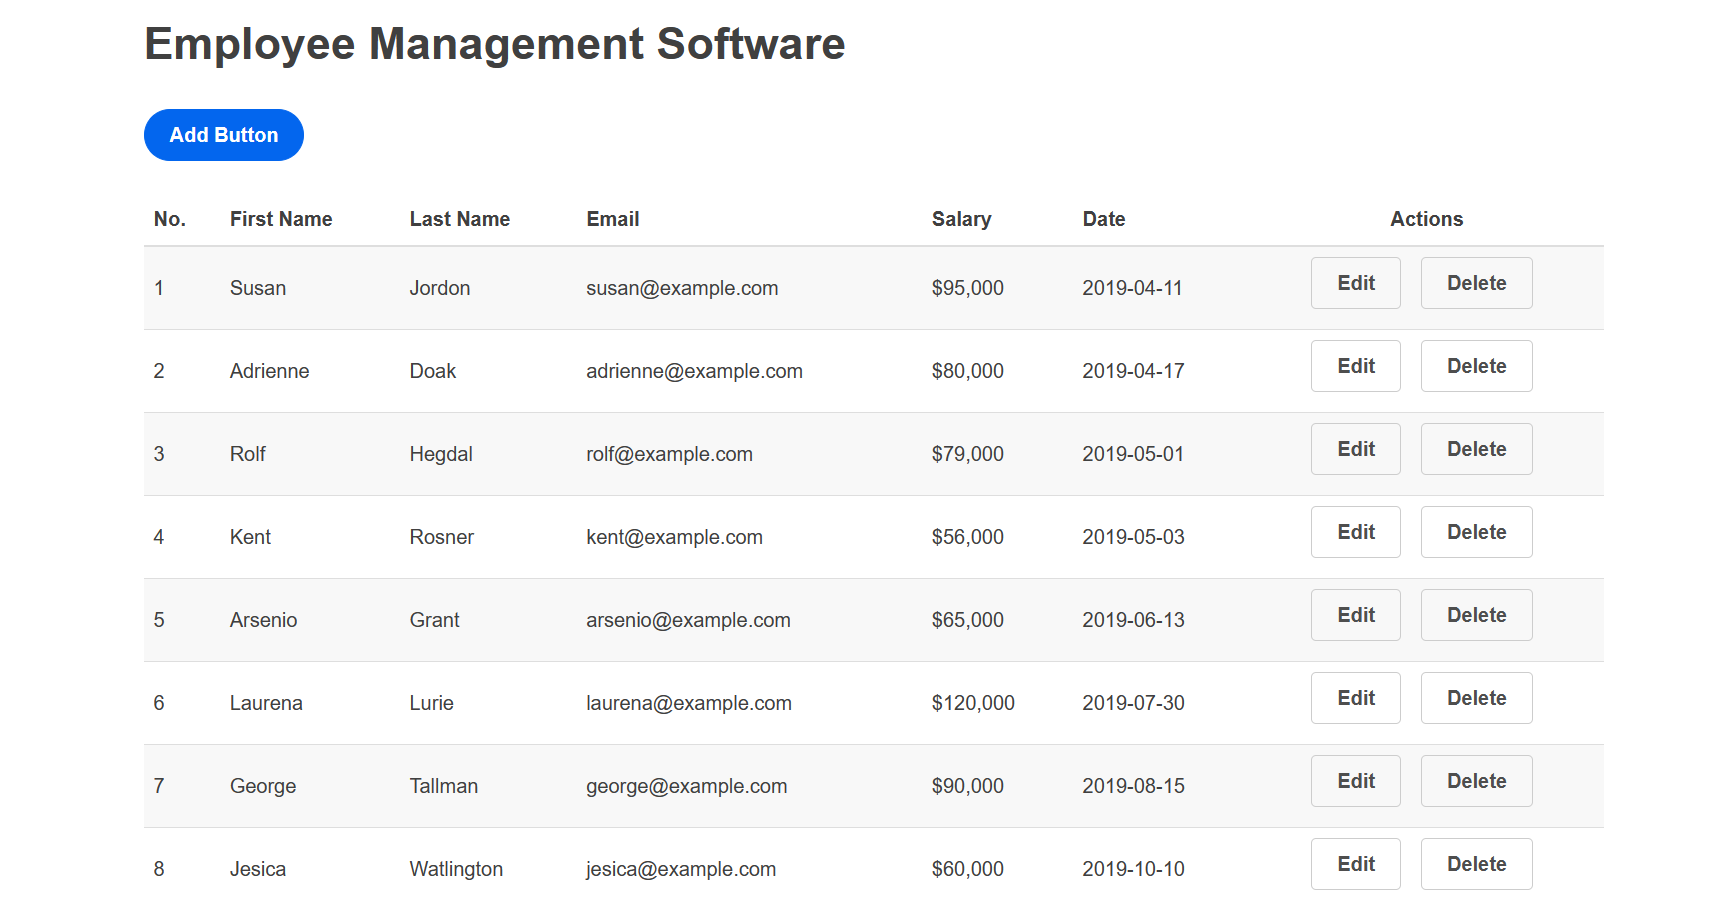 Employee Management Software
Add Button
No. First Name Last Name Email Salary Date Actions
1 Susan Jordon susan@example.com $95,000 2019-04-11 Edit Delete
2 Adrienne Doak adrienne@example.com $80,000 2019-04-17 Edit Delete
3 Rolf Hegdal rolf@example.com $79,000 2019-05-01 Edit Delete
4 Kent Rosner kent@example.com $56,000 2019-05-03 Edit Delete
5 Arsenio Grant arsenio@example.com $65,000 2019-06-13 Edit Delete
6 Laurena Lurie laurena@example.com $120,000 2019-07-30 Edit Delete
7 George Tallman george@example.com $90,000 2019-08-15 Edit Delete
8 Jesica Watlington jesica@example.com $60,000 2019-10-10 Edit Delete